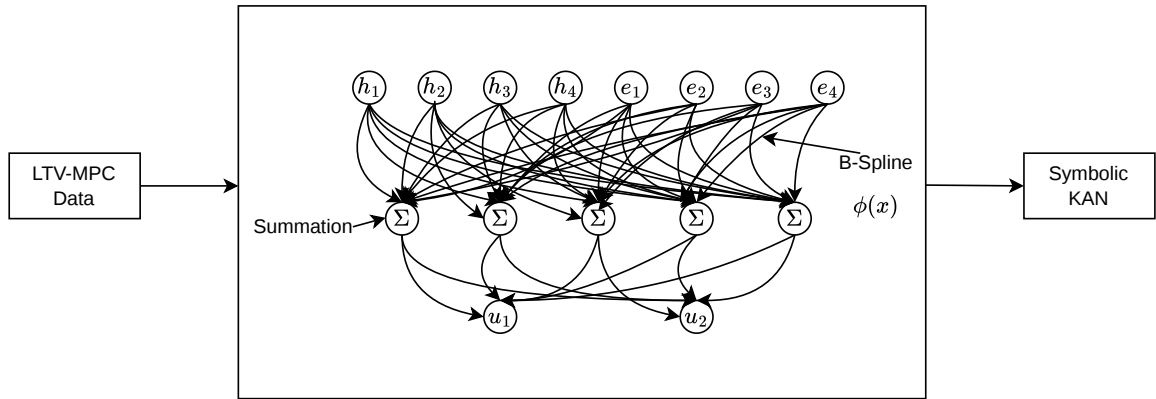 h₁ h₂ h₃ h₄ e₁ e₂ e₃ e₄
LTV-MPC
Data
B-Spline
ϕ(x)
Symbolic
KAN
Summation
Σ Σ Σ Σ Σ
u₁ u₂